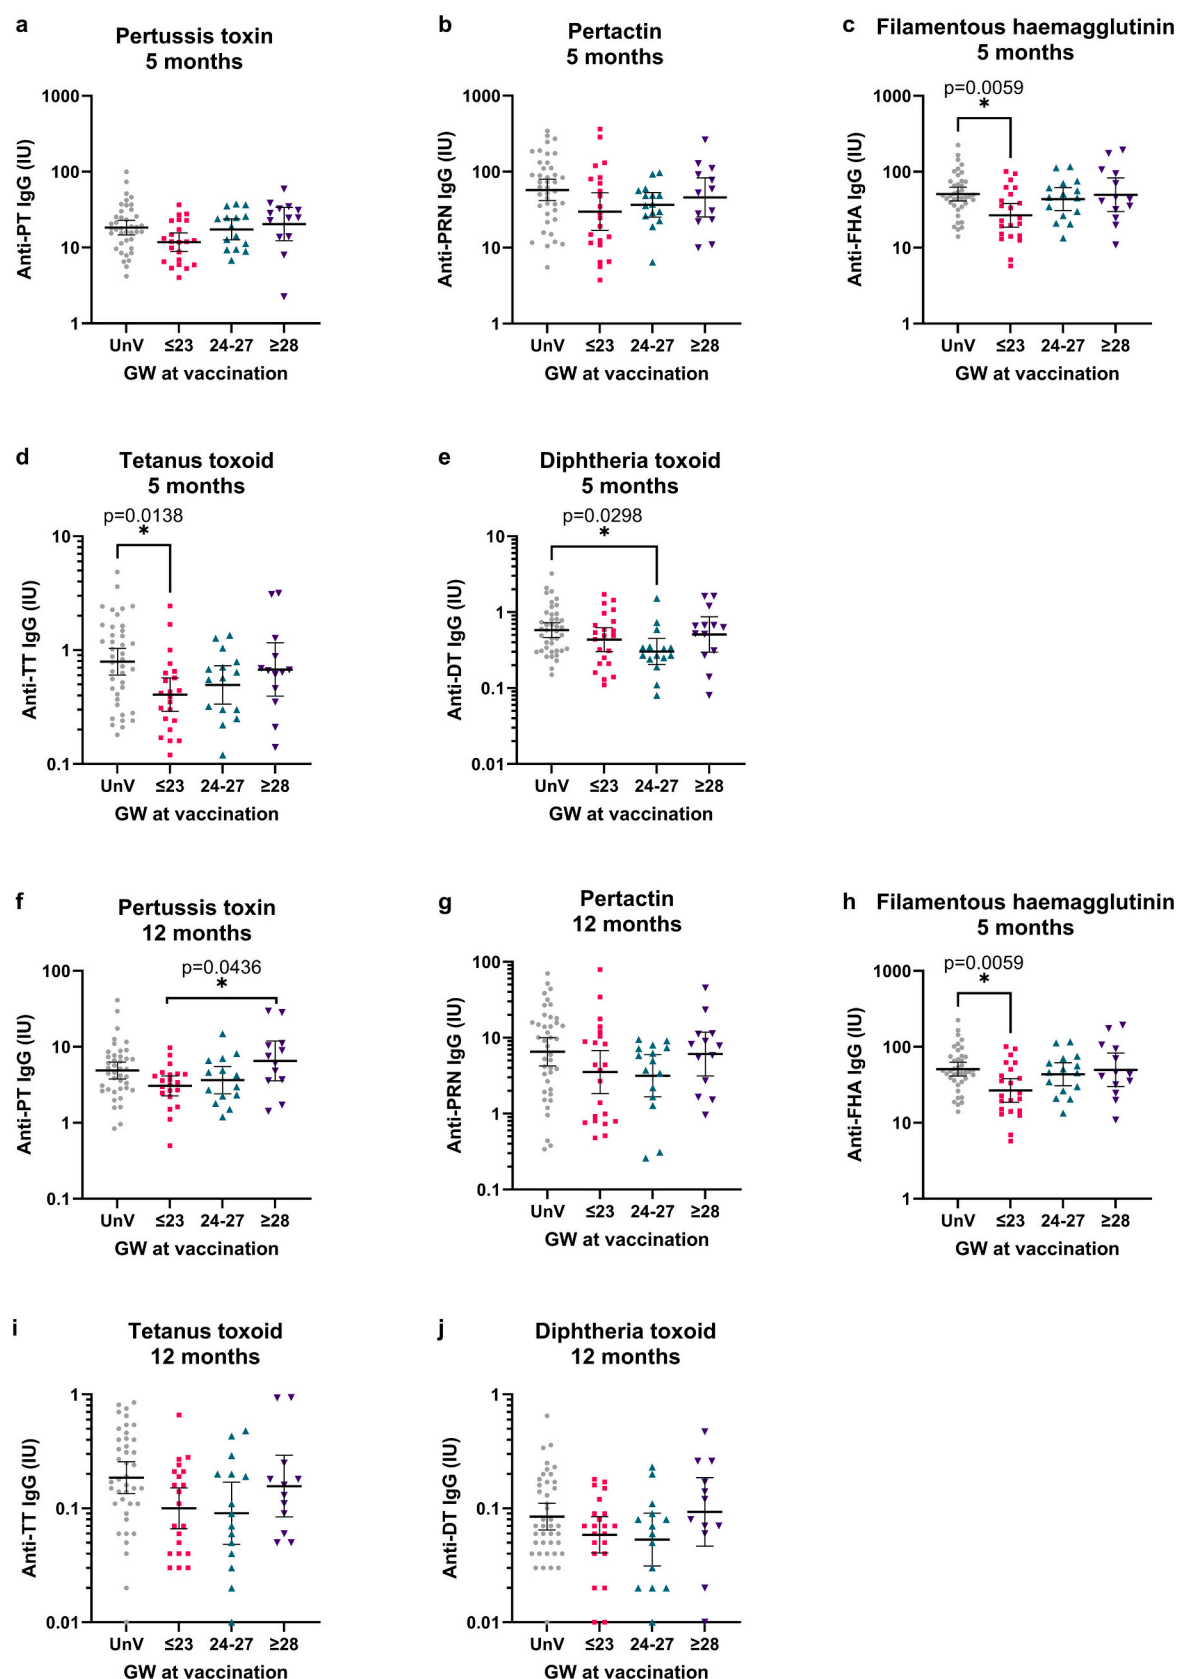 a
Pertussis toxin
5 months
1000
100
10
1
Anti-PT IgG (IU)
UnV ≤23 24-27 ≥28
GW at vaccination
b
Pertactin
5 months
1000
100
10
1
Anti-PRN IgG (IU)
UnV ≤23 24-27 ≥28
GW at vaccination
c
Filamentous haemagglutinin
5 months
p=0.0059
*
1000
100
10
1
Anti-FHA IgG (IU)
UnV ≤23 24-27 ≥28
GW at vaccination
d
Tetanus toxoid
5 months
p=0.0138
*
10
1
0.1
Anti-TT IgG (IU)
UnV ≤23 24-27 ≥28
GW at vaccination
e
Diphtheria toxoid
5 months
p=0.0298
*
10
1
0.1
0.01
Anti-DT IgG (IU)
UnV ≤23 24-27 ≥28
GW at vaccination
f
Pertussis toxin
12 months
p=0.0436
*
100
10
1
0.1
Anti-PT IgG (IU)
UnV ≤23 24-27 ≥28
GW at vaccination
g
Pertactin
12 months
100
10
1
0.1
Anti-PRN IgG (IU)
UnV ≤23 24-27 ≥28
GW at vaccination
h
Filamentous haemagglutinin
5 months
p=0.0059
*
1000
100
10
1
Anti-FHA IgG (IU)
UnV ≤23 24-27 ≥28
GW at vaccination
i
Tetanus toxoid
12 months
1
0.1
0.01
Anti-TT IgG (IU)
UnV ≤23 24-27 ≥28
GW at vaccination
j
Diphtheria toxoid
12 months
1
0.1
0.01
Anti-DT IgG (IU)
UnV ≤23 24-27 ≥28
GW at vaccination